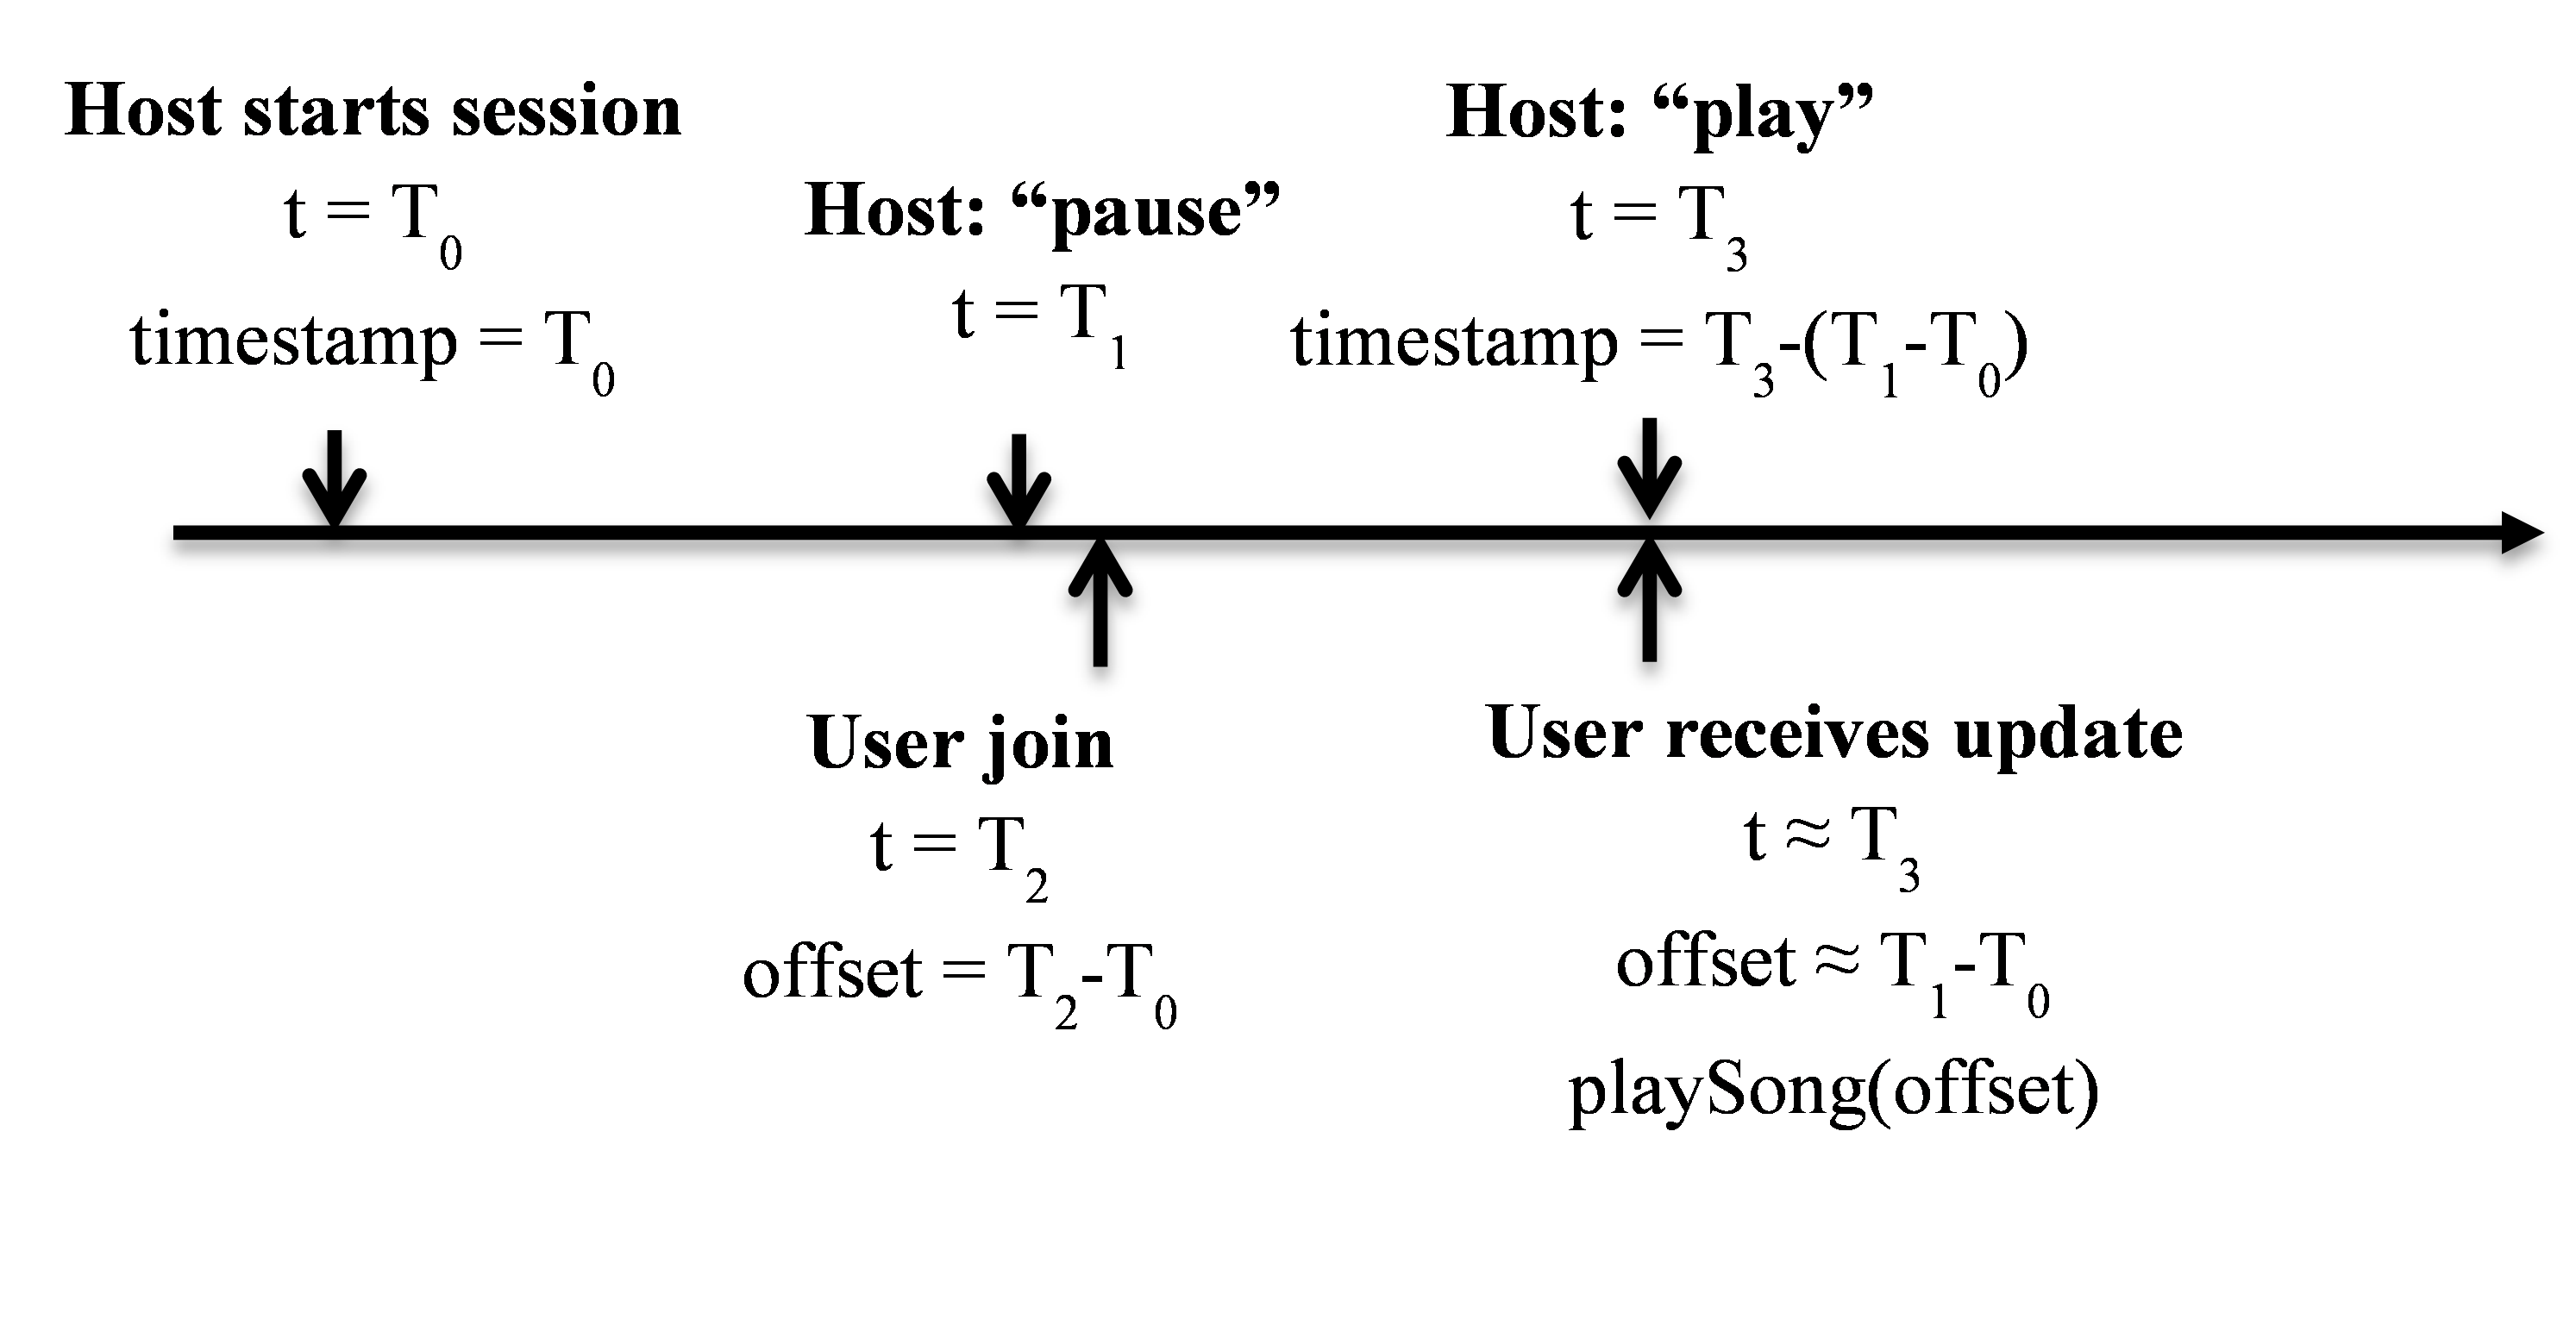 Host starts session
t = T₀
timestamp = T₀
Host: “pause”
t = T₁
Host: “play”
t = T₃
timestamp = T₃-(T₁-T₀)
User join
t = T₂
offset = T₂-T₀
User receives update
t ≈ T₃
offset ≈ T₁-T₀
playSong(offset)